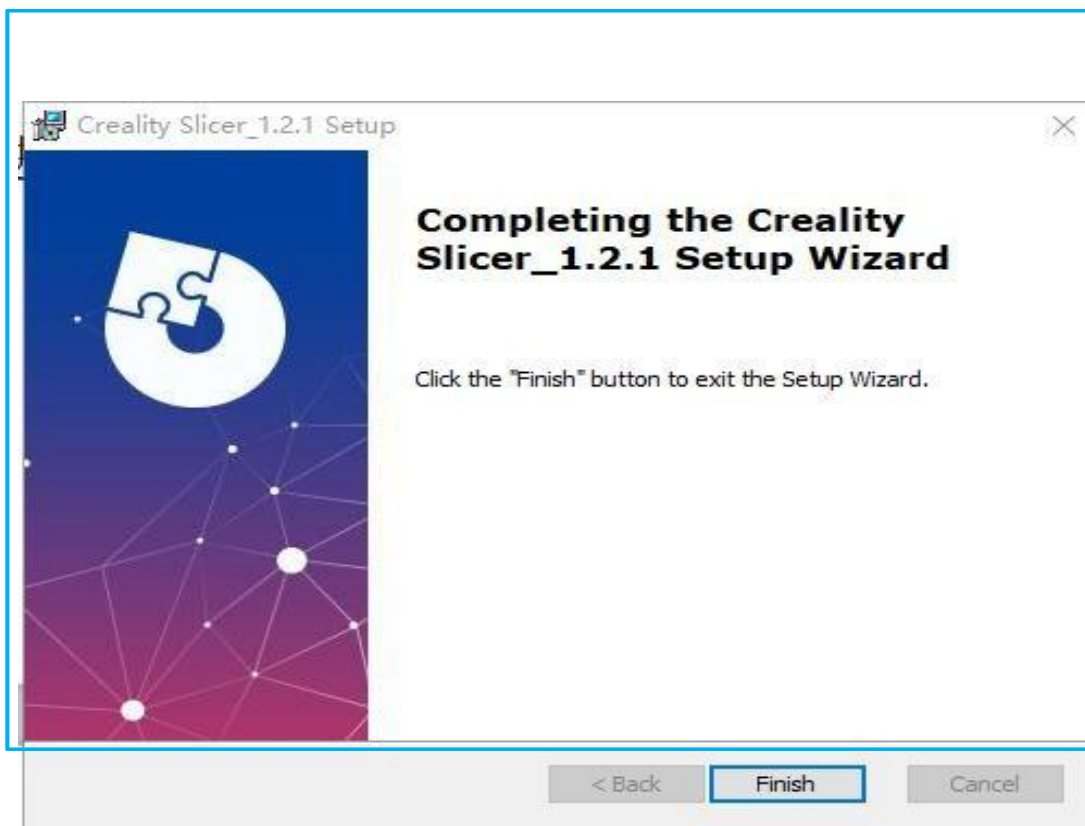 Creality Slicer_1.2.1 Setup
Completing the Creality
Slicer_1.2.1 Setup Wizard
Click the "Finish" button to exit the Setup Wizard.
< Back Finish Cancel